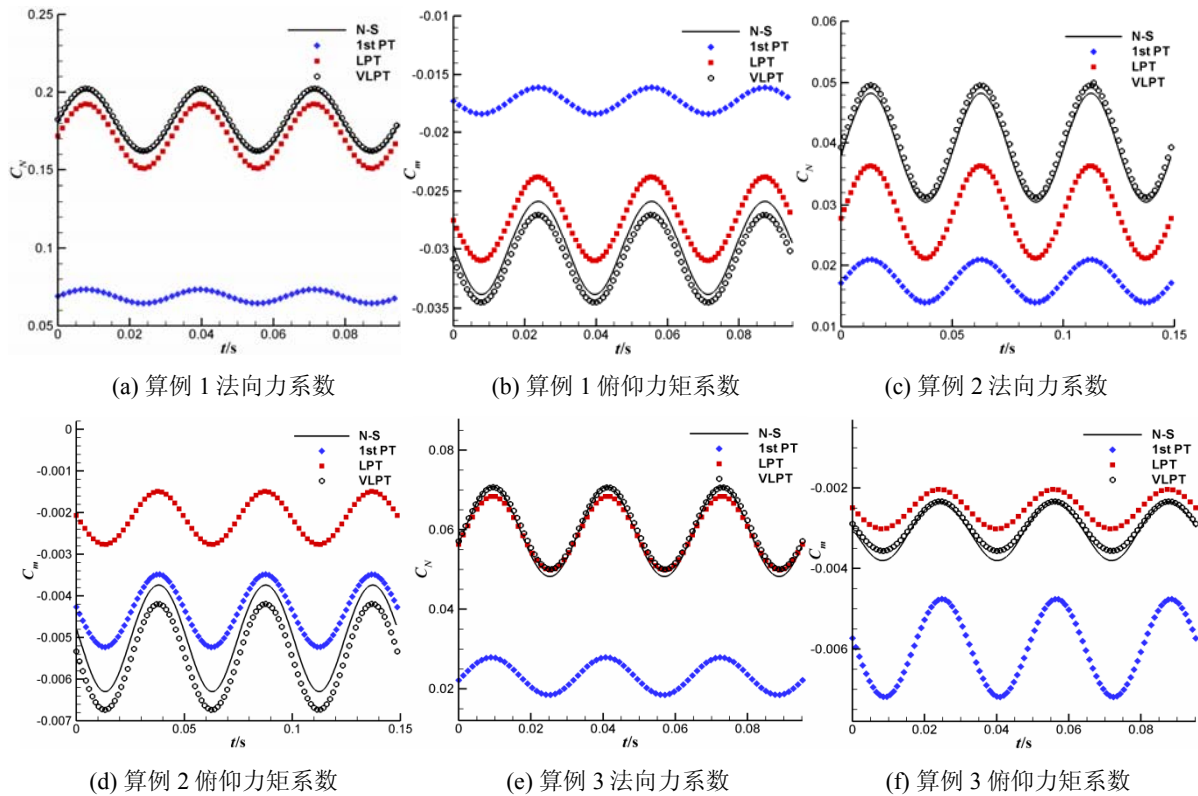 N-S
1st PT
LPT
VLPT
0.25
0.2
0.15
0.1
0.05
C_N
0 0.02 0.04 0.06 0.08
t/s
(a) 算例 1 法向力系数
N-S
1st PT
LPT
VLPT
-0.01
-0.015
-0.02
-0.025
-0.03
-0.035
C_m
0 0.02 0.04 0.06 0.08
t/s
(b) 算例 1 俯仰力矩系数
N-S
1st PT
LPT
VLPT
0.06
0.05
0.04
0.03
0.02
0.01
C_N
0 0.05 0.1 0.15
t/s
(c) 算例 2 法向力系数
N-S
1st PT
LPT
VLPT
0
-0.001
-0.002
-0.003
-0.004
-0.005
-0.006
-0.007
C_m
0 0.05 0.1 0.15
t/s
(d) 算例 2 俯仰力矩系数
N-S
1st PT
LPT
VLPT
0.08
0.06
0.04
0.02
C_N
0 0.02 0.04 0.06 0.08
t/s
(e) 算例 3 法向力系数
N-S
1st PT
LPT
VLPT
-0.002
-0.004
-0.006
C_m
0 0.02 0.04 0.06 0.08
t/s
(f) 算例 3 俯仰力矩系数